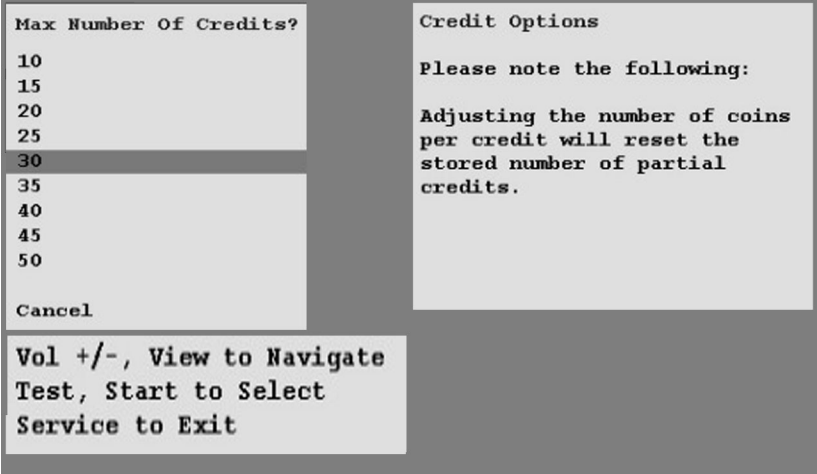 Max Number Of Credits?
10
15
20
25
30
35
40
45
50
Cancel
Vol +/-, View to Navigate
Test, Start to Select
Service to Exit
Credit Options
Please note the following:
Adjusting the number of coins
per credit will reset the
stored number of partial
credits.